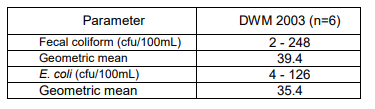 Parameter DWM 2003 (n=6)
Fecal coliform (cfu/100mL) 2 - 248
Geometric mean 39.4
E. coli (cfu/100mL) 4 - 126
Geometric mean 35.4